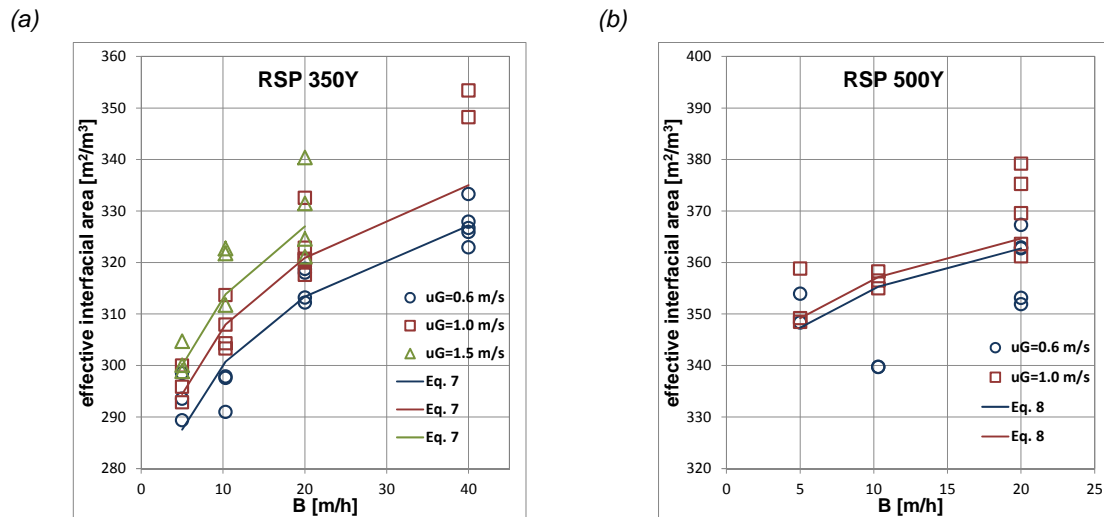 (a)
RSP 350Y
effective interfacial area [m²/m³]
360
350
340
330
320
310
300
290
280
0
10
20
30
40
B [m/h]
uG=0.6 m/s
uG=1.0 m/s
uG=1.5 m/s
Eq. 7
Eq. 7
Eq. 7
(b)
RSP 500Y
effective interfacial area [m²/m³]
400
390
380
370
360
350
340
330
320
0
5
10
15
20
25
B [m/h]
uG=0.6 m/s
uG=1.0 m/s
Eq. 8
Eq. 8